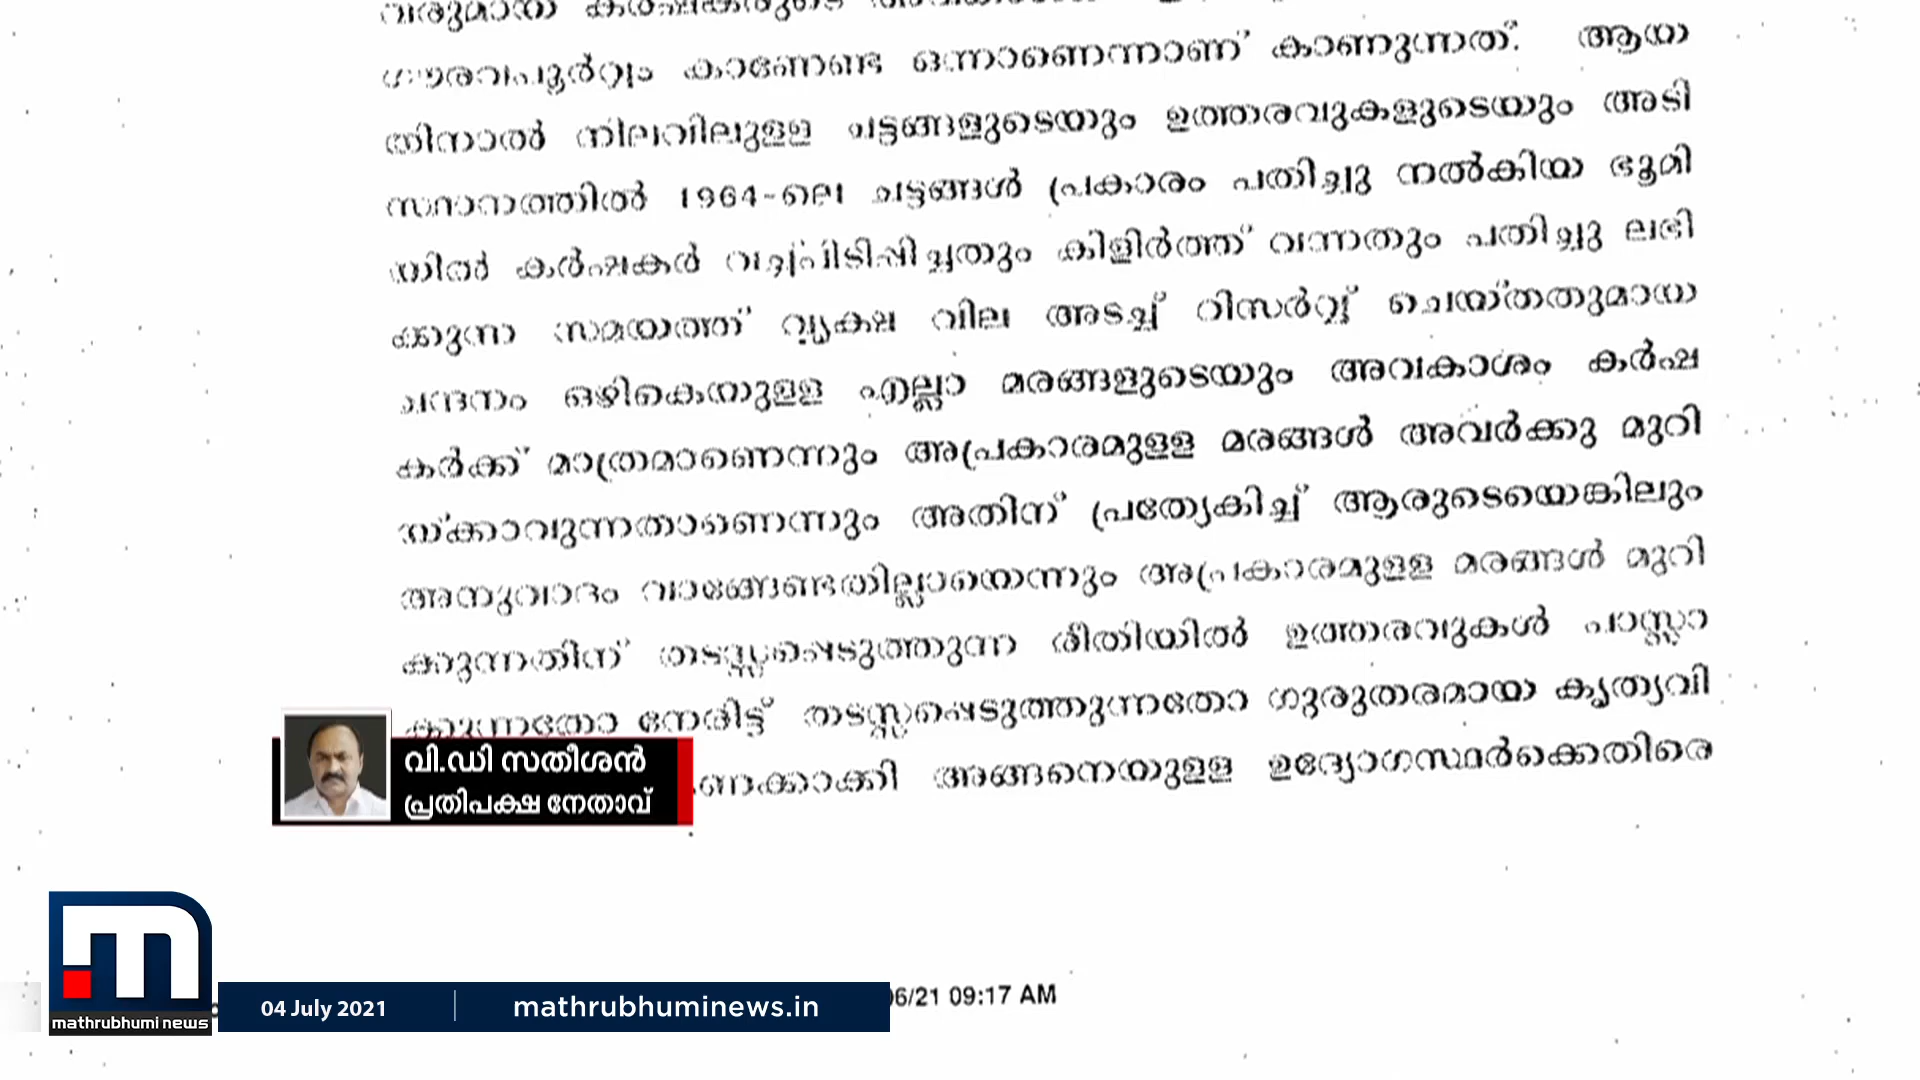 ഗൗരവപൂർവ്വം കാണേണ്ട ഒന്നാണെന്നാണ് കാണുന്നത്. ആയ
തിനാൽ നിലവിലുള്ള ചട്ടങ്ങളുടെയും ഉത്തരവുകളുടെയും അടി
സ്ഥാനത്തിൽ 1964-ലെ ചട്ടങ്ങൾ പ്രകാരം പതിച്ചു നൽകിയ ഭൂമി
യിൽ കർഷകർ വച്ചുപിടിപ്പിച്ചതും കിളിർത്ത് വന്നതും പതിച്ചു ലഭി
ക്കുന്ന സമയത്ത് വൃക്ഷ വില അടച്ച് റിസർവ്വ് ചെയ്തതുമായ
ചന്ദനം ഒഴികെയുള്ള എല്ലാ മരങ്ങളുടെയും അവകാശം കർഷ
കർക്ക് മാത്രമാണെന്നും അപ്രകാരമുള്ള മരങ്ങൾ അവർക്കു മുറി
യ്ക്കാവുന്നതാണെന്നും അതിന് പ്രത്യേകിച്ച് ആരുടെയെങ്കിലും
അനുവാദം വാങ്ങേണ്ടതില്ലായെന്നും അപ്രകാരമുള്ള മരങ്ങൾ മുറി
ക്കുന്നതിന് തടസ്സപ്പെടുത്തുന്ന രീതിയിൽ ഉത്തരവുകൾ പാസ്സാ
ക്കുന്നതോ നേരിട്ട് തടസ്സപ്പെടുത്തുന്നതോ ഗുരുതരമായ കൃത്യവി
ണക്കാക്കി അങ്ങനെയുള്ള ഉദ്യോഗസ്ഥർക്കെതിരെ
വി.ഡി സതീശൻ
പ്രതിപക്ഷ നേതാവ്
mathrubhumi news
04 July 2021
mathrubhuminews.in
06/21 09:17 AM